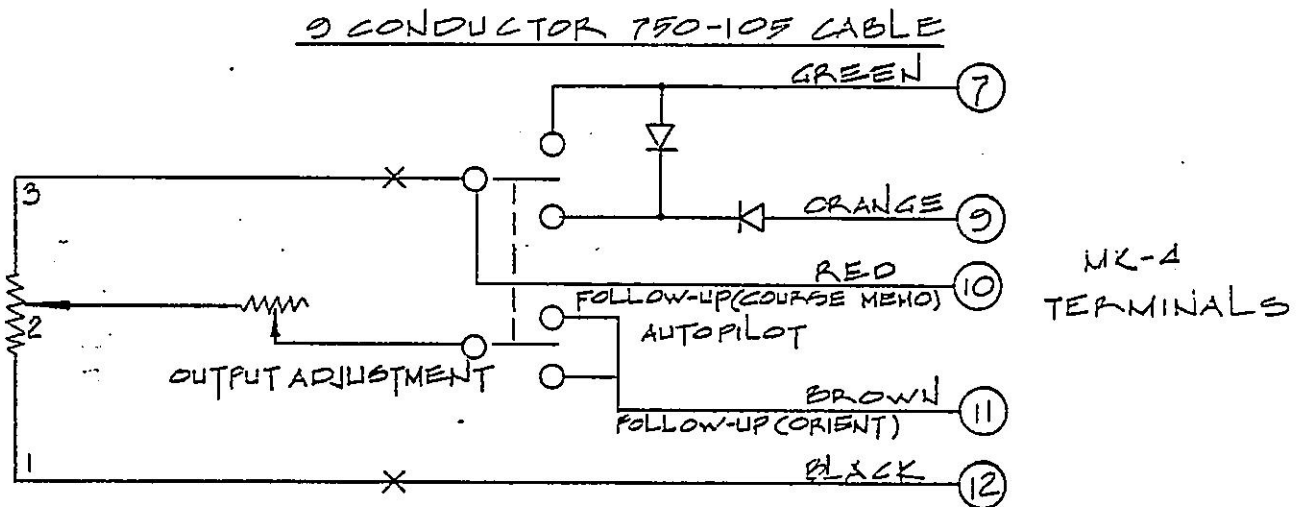 9 CONDUCTOR 750-105 CABLE
GREEN 7
3
ORANGE 9
RED 10
FOLLOW-UP (COURSE MEMO)
MK-4
TERMINALS
2
AUTOPILOT
OUTPUT ADJUSTMENT
BROWN 11
FOLLOW-UP (ORIENT)
1
BLACK 12